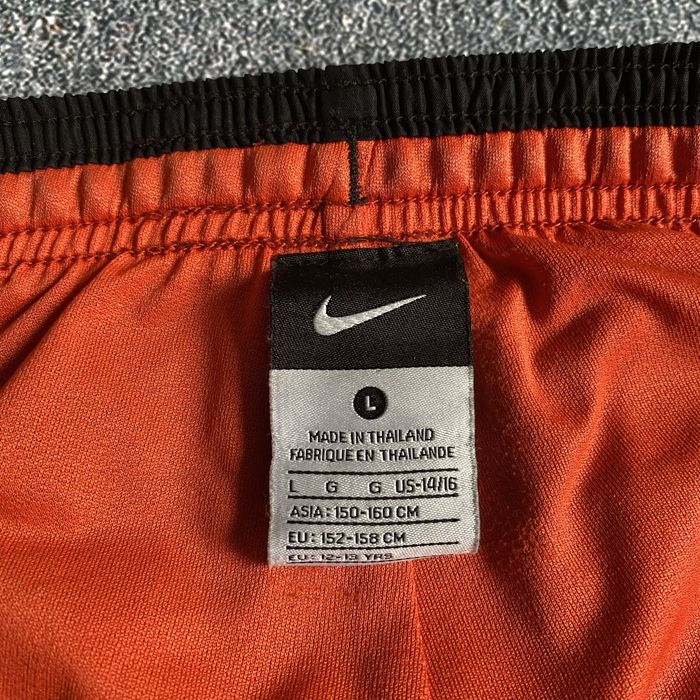 L
MADE IN THAILAND
FABRIQUE EN THAILANDE
L G G US-14/16
ASIA: 150-160 CM
EU: 152-158 CM
EU: 12-13 YRS